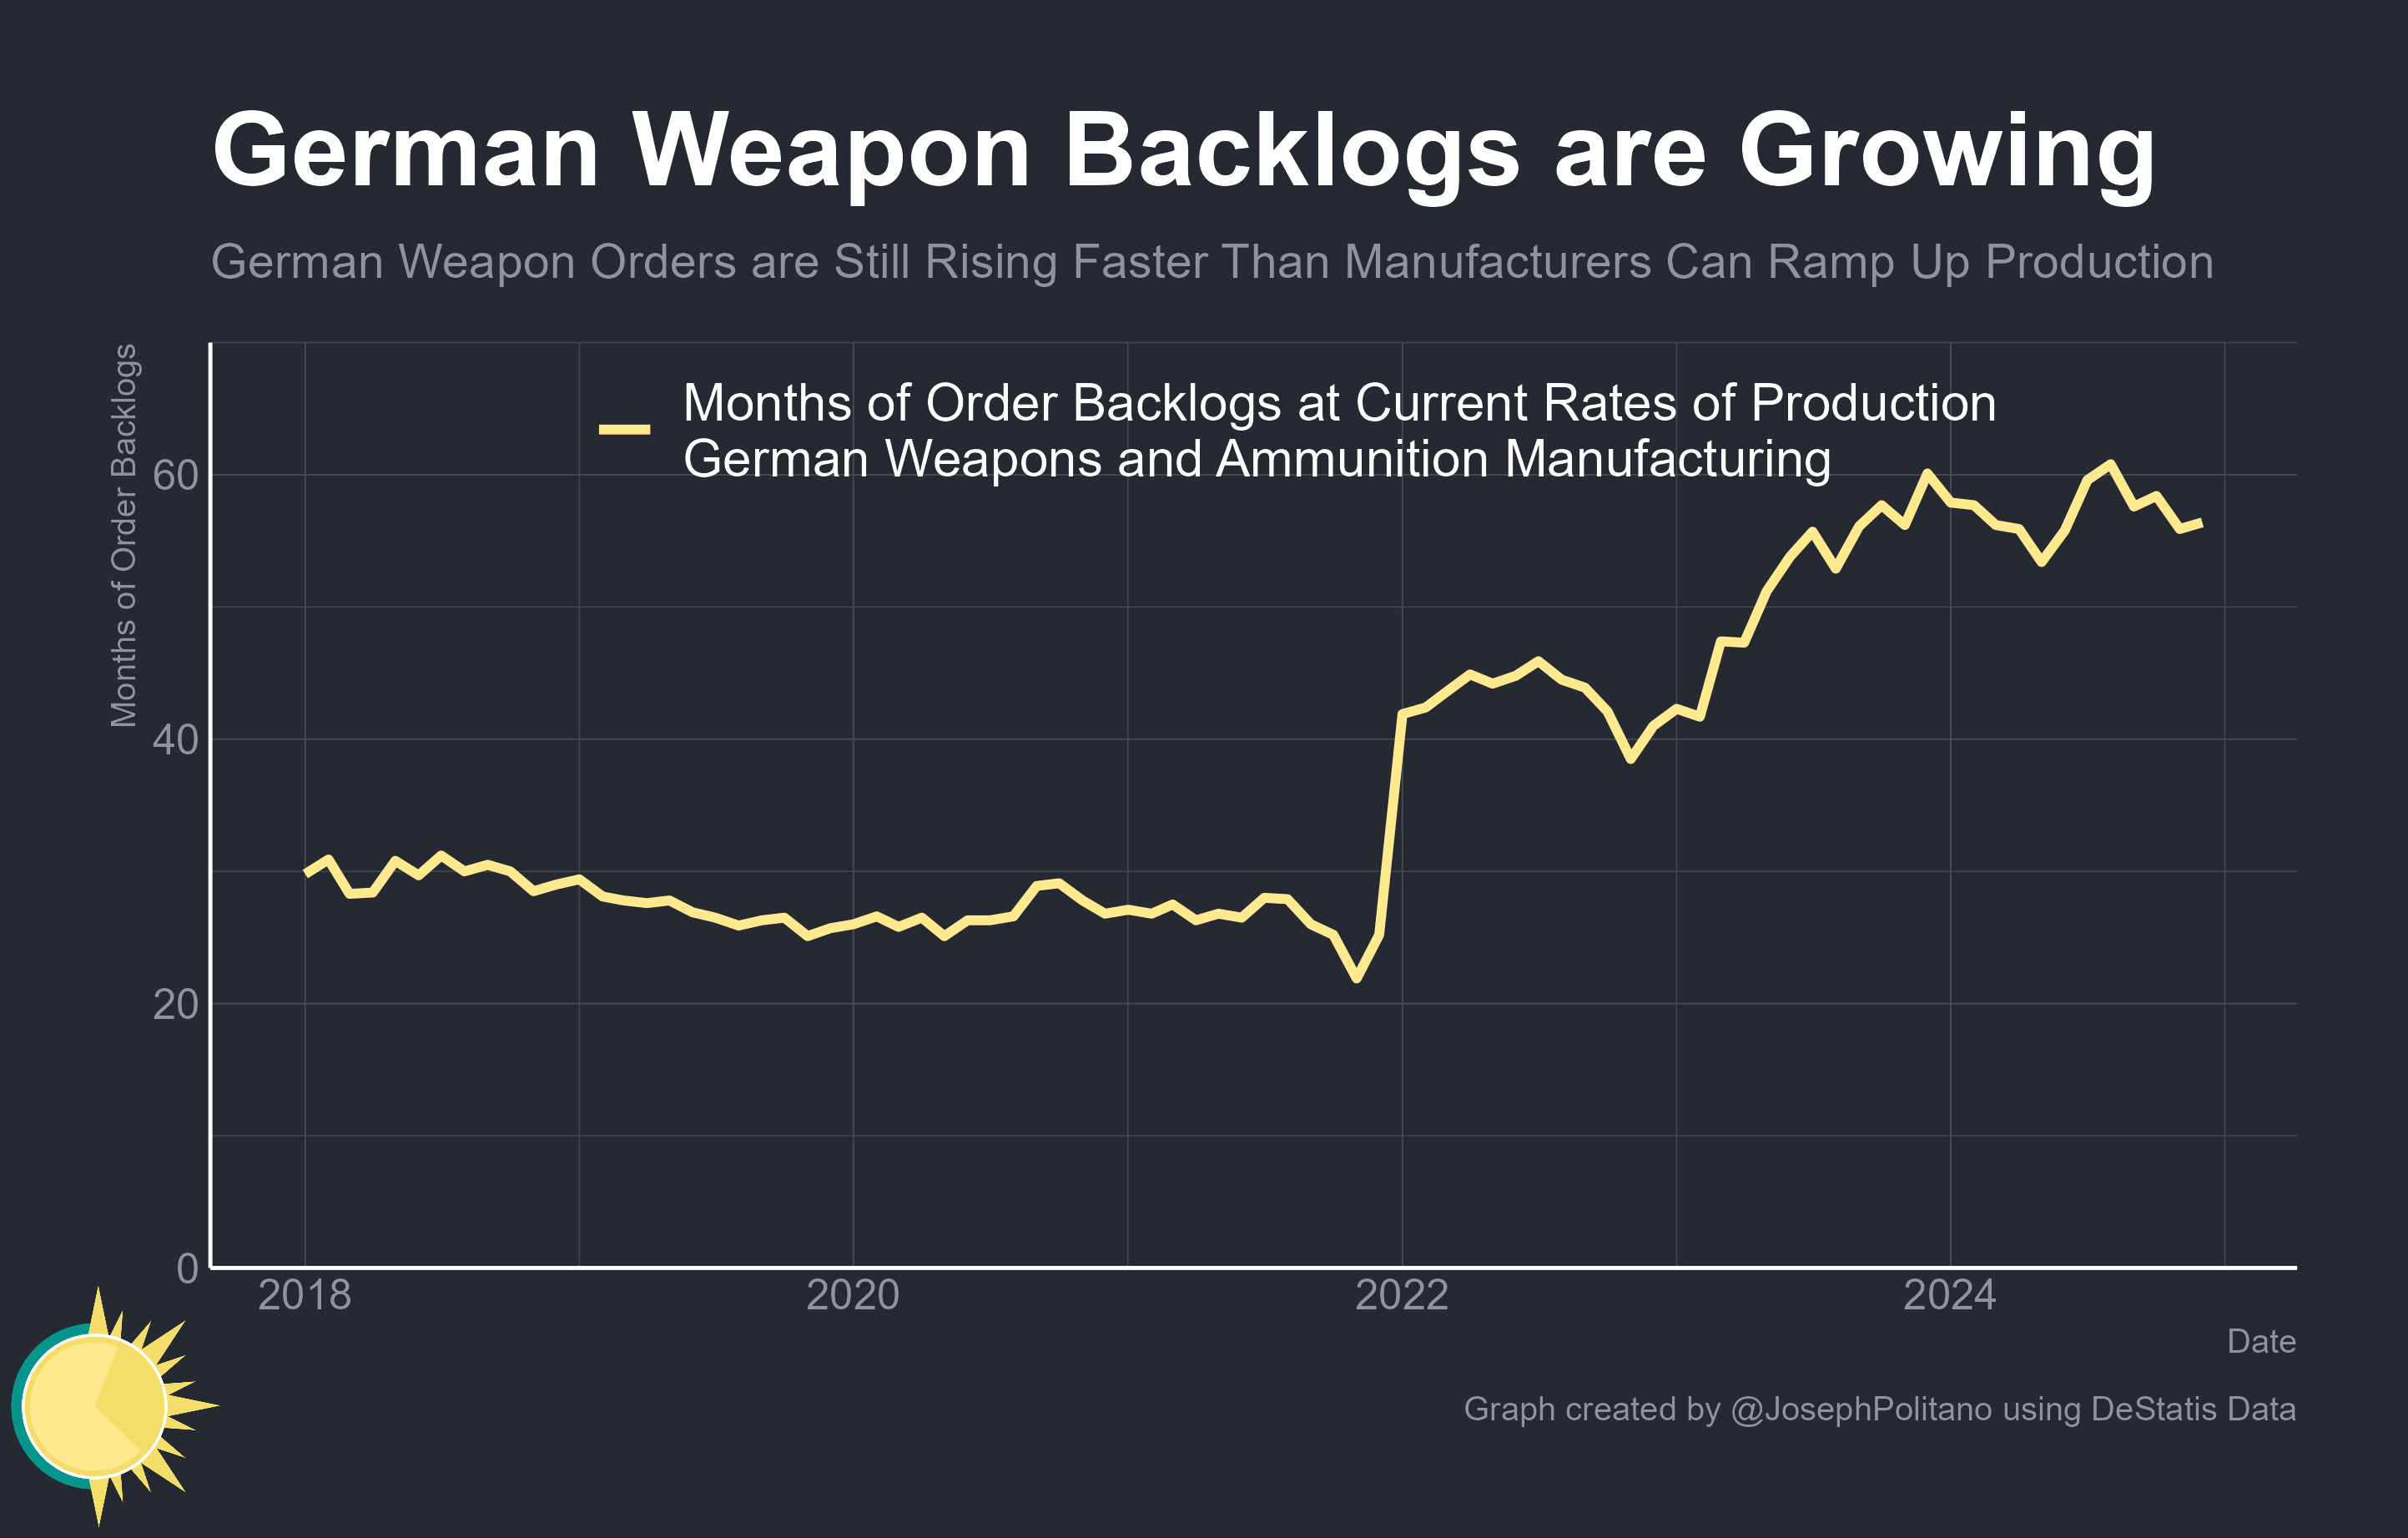 German Weapon Backlogs are Growing
German Weapon Orders are Still Rising Faster Than Manufacturers Can Ramp Up Production
Months of Order Backlogs
Months of Order Backlogs at Current Rates of Production
German Weapons and Ammunition Manufacturing
60
40
20
0
2018
2020
2022
2024
Date
Graph created by @JosephPolitano using DeStatis Data